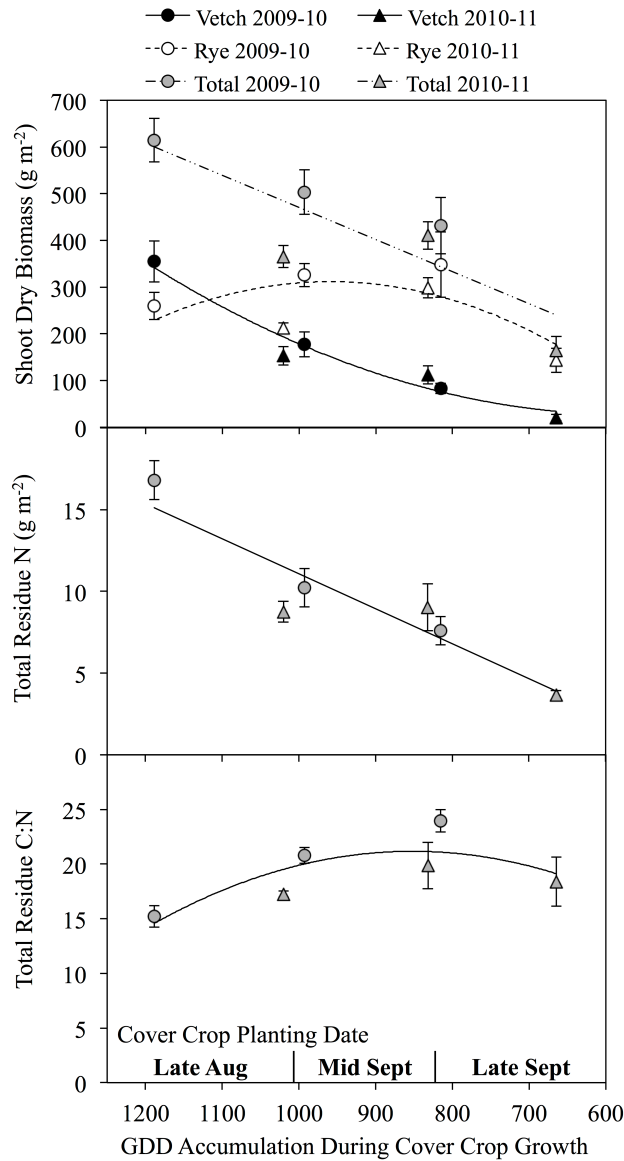 Vetch 2009-10 Vetch 2010-11
Rye 2009-10 Rye 2010-11
Total 2009-10 Total 2010-11
Shoot Dry Biomass (g m-2)
700
600
500
400
300
200
100
0
Total Residue N (g m-2)
15
10
5
0
Total Residue C:N
25
20
15
10
5
0
Cover Crop Planting Date
Late Aug Mid Sept Late Sept
1200 1100 1000 900 800 700 600
GDD Accumulation During Cover Crop Growth